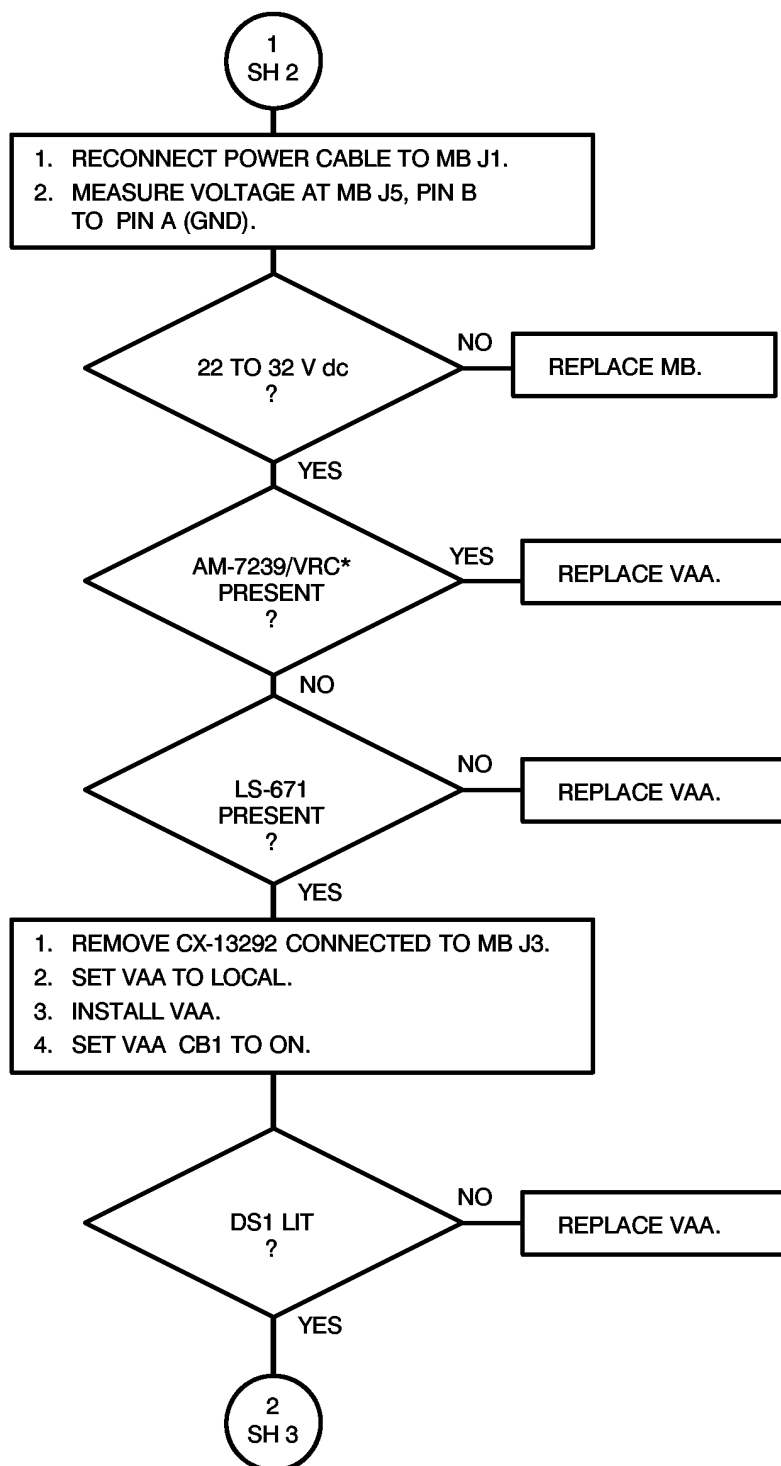 1
SH 2
1. RECONNECT POWER CABLE TO MB J1.
2. MEASURE VOLTAGE AT MB J5, PIN B
TO PIN A (GND).
22 TO 32 V dc
?
NO
REPLACE MB.
YES
AM-7239/VRC*
PRESENT
?
YES
REPLACE VAA.
NO
LS-671
PRESENT
?
NO
REPLACE VAA.
YES
1. REMOVE CX-13292 CONNECTED TO MB J3.
2. SET VAA TO LOCAL.
3. INSTALL VAA.
4. SET VAA CB1 TO ON.
DS1 LIT
?
NO
REPLACE VAA.
YES
2
SH 3